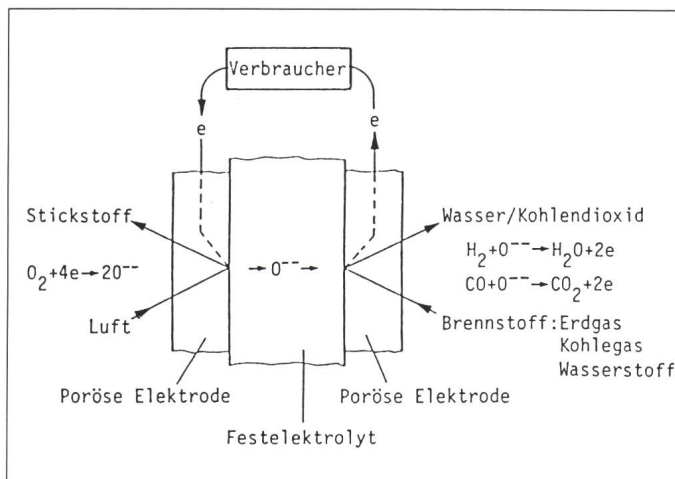 Verbraucher
e
e
Stickstoff
O₂+4e→2O⁻⁻
Luft
→O⁻⁻→
Wasser/Kohlendioxid
H₂+O⁻⁻→H₂O+2e
CO+O⁻⁻→CO₂+2e
Brennstoff:Erdgas
Kohlegas
Wasserstoff
Poröse Elektrode
Poröse Elektrode
Festelektrolyt